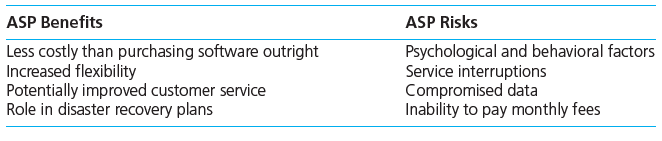 ASP Benefits ASP Risks
Less costly than purchasing software outright Psychological and behavioral factors
Increased flexibility Service interruptions
Potentially improved customer service Compromised data
Role in disaster recovery plans Inability to pay monthly fees